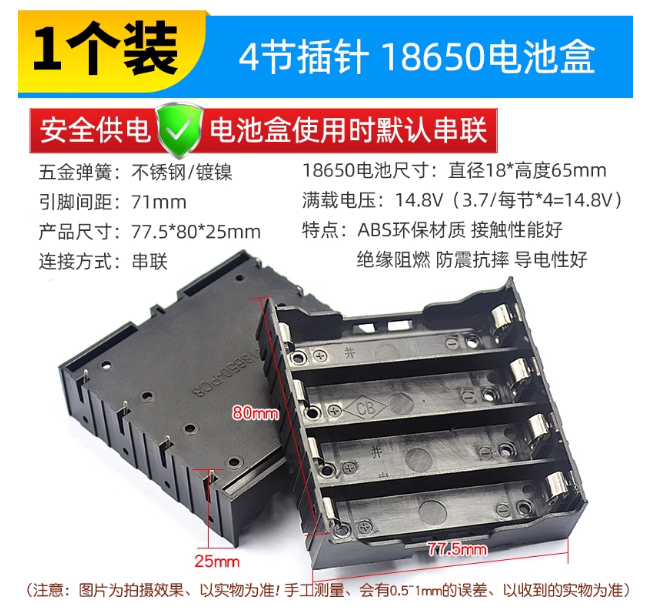 1个装
4节插针 18650电池盒
安全供电
电池盒使用时默认串联
五金弹簧：不锈钢/镀镍
引脚间距：71mm
产品尺寸：77.5*80*25mm
连接方式：串联
18650电池尺寸：直径18*高度65mm
满载电压：14.8V（3.7/每节*4=14.8V）
特点：ABS环保材质 接触性能好
绝缘阻燃 防震抗摔 导电性好
18650-PCB
并
CB
并
80mm
25mm
77.5mm
（注意：图片为拍摄效果、以实物为准! 手工测量、会有0.5~1mm的误差、以收到的实物为准）